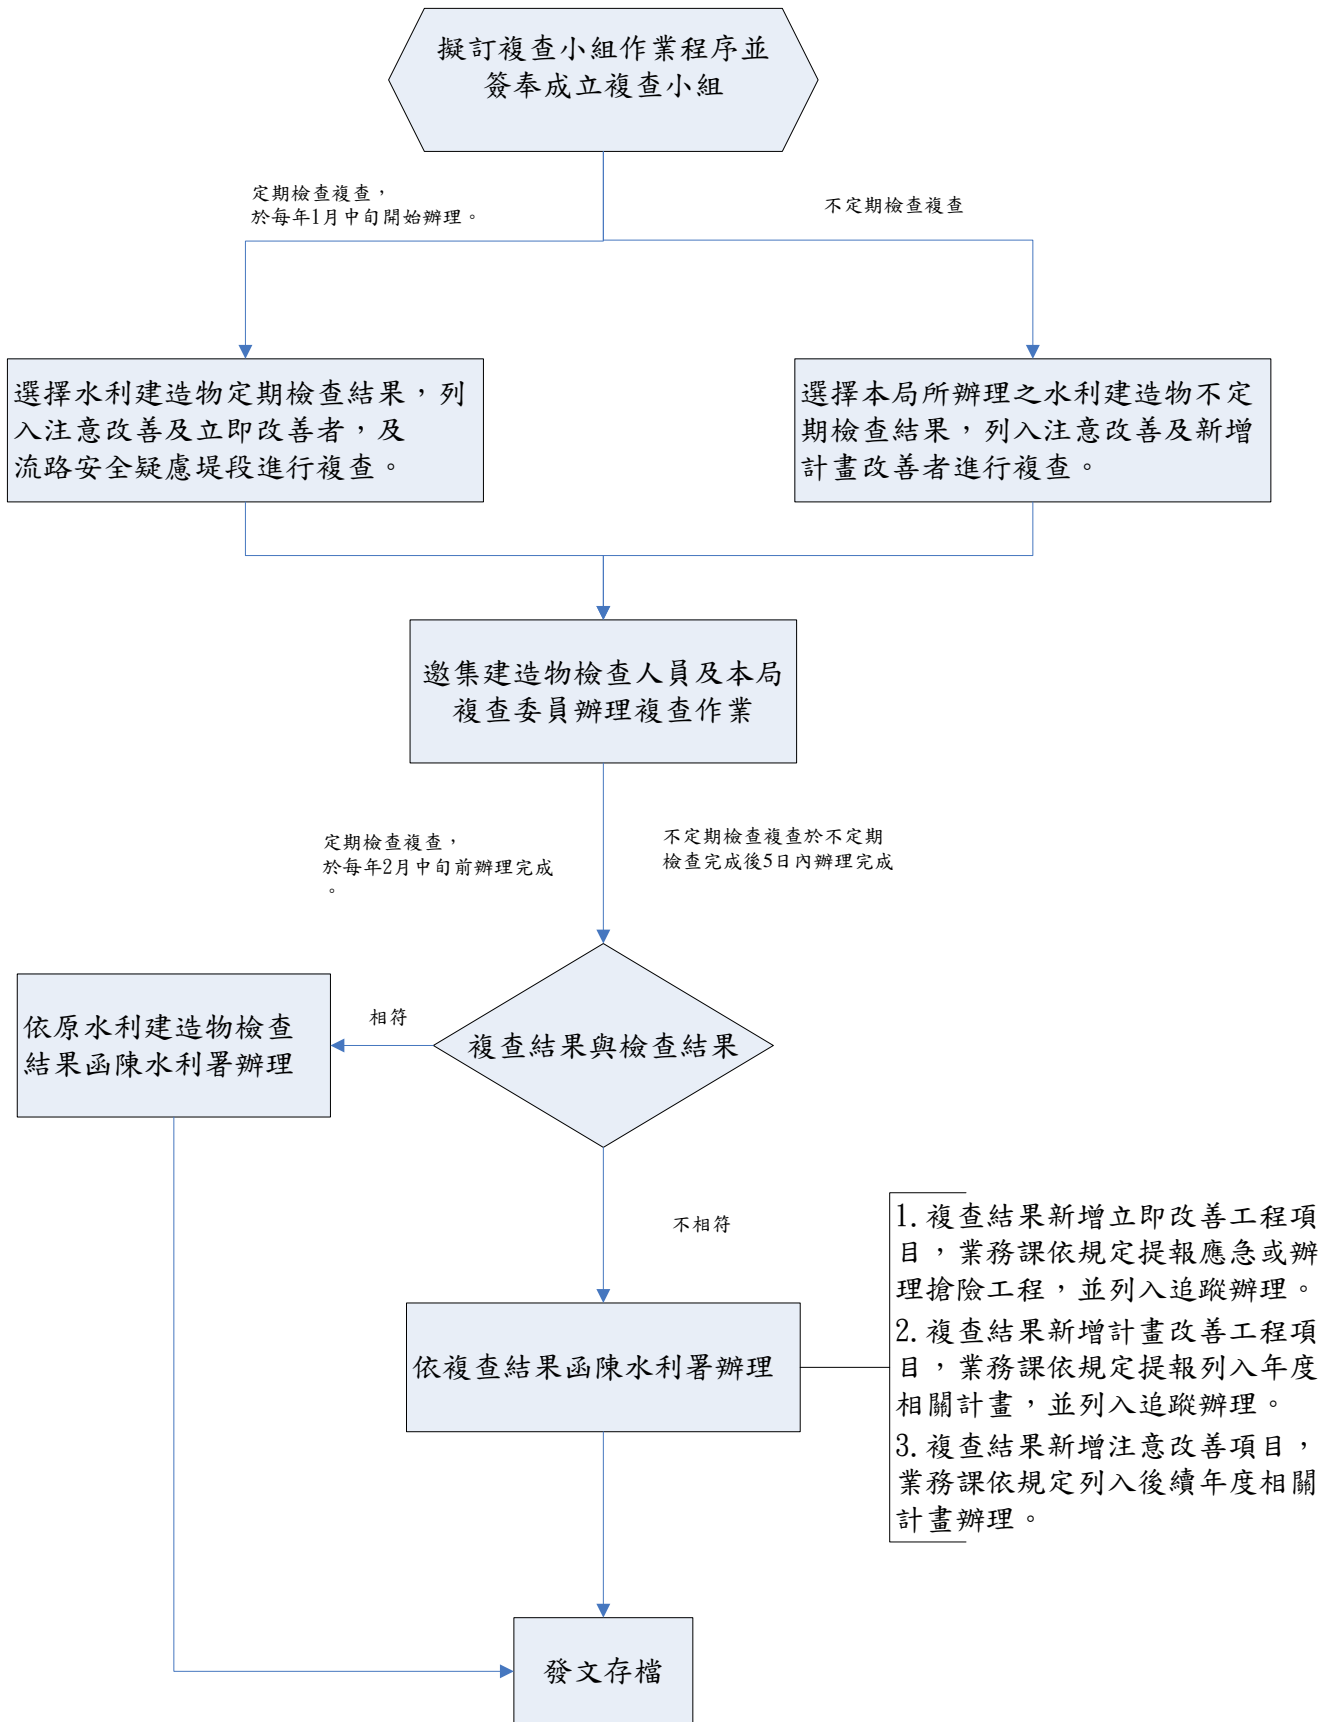 擬訂複查小組作業程序並
簽奉成立複查小組
定期檢查複查，
於每年1月中旬開始辦理。
不定期檢查複查
選擇水利建造物定期檢查結果，列
入注意改善及立即改善者，及
流路安全疑慮堤段進行複查。
選擇本局所辦理之水利建造物不定
期檢查結果，列入注意改善及新增
計畫改善者進行複查。
邀集建造物檢查人員及本局
複查委員辦理複查作業
定期檢查複查，
於每年2月中旬前辦理完成
。
不定期檢查複查於不定期
檢查完成後5日內辦理完成
依原水利建造物檢查
結果函陳水利署辦理
相符
複查結果與檢查結果
不相符
依複查結果函陳水利署辦理
1.複查結果新增立即改善工程項
目，業務課依規定提報應急或辦
理搶險工程，並列入追蹤辦理。
2.複查結果新增計畫改善工程項
目，業務課依規定提報列入年度
相關計畫，並列入追蹤辦理。
3.複查結果新增注意改善項目，
業務課依規定列入後續年度相關
計畫辦理。
發文存檔